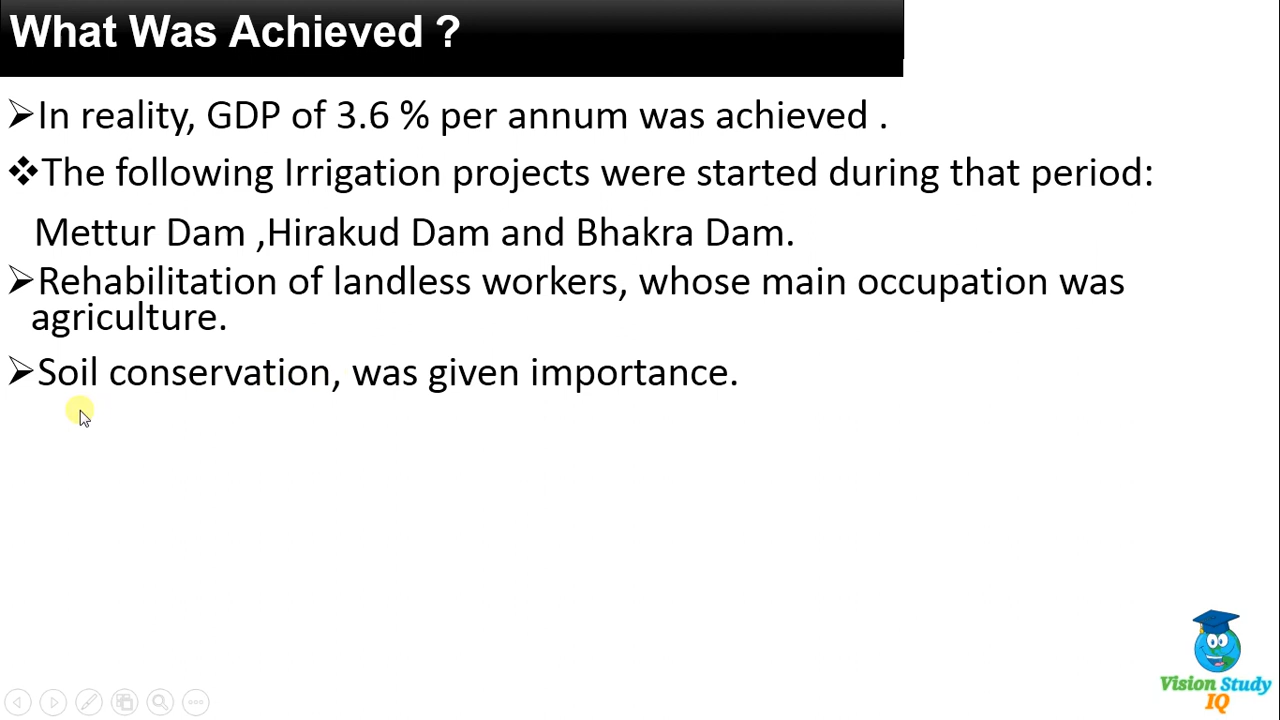 What Was Achieved ?
➢In reality, GDP of 3.6 % per annum was achieved .
❖The following Irrigation projects were started during that period:
Mettur Dam ,Hirakud Dam and Bhakra Dam.
➢Rehabilitation of landless workers, whose main occupation was
agriculture.
➢Soil conservation, was given importance.
Vision Study
IQ